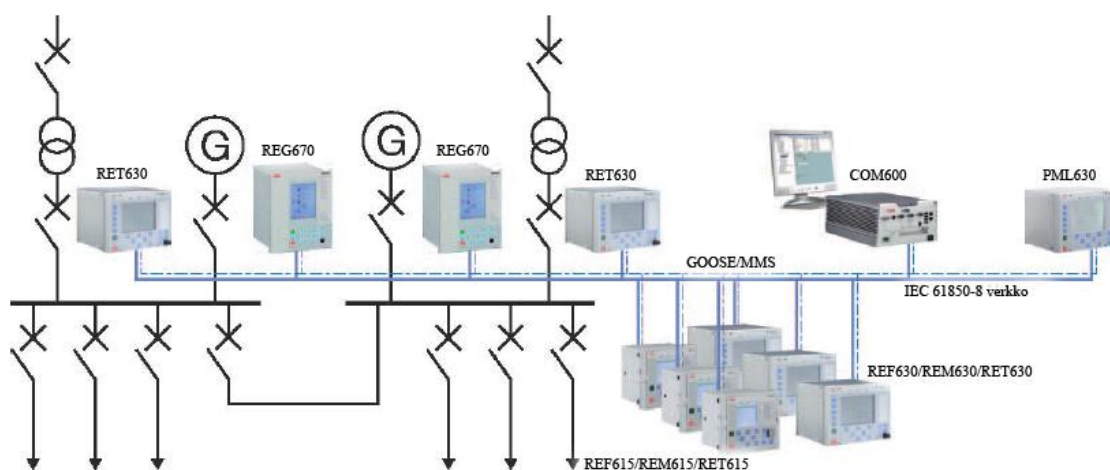 G
REG670
G
REG670
RET630
RET630
COM600
PML630
GOOSE/MMS
IEC 61850-8 verkko
REF630/REM630/RET630
REF615/REM615/RET615